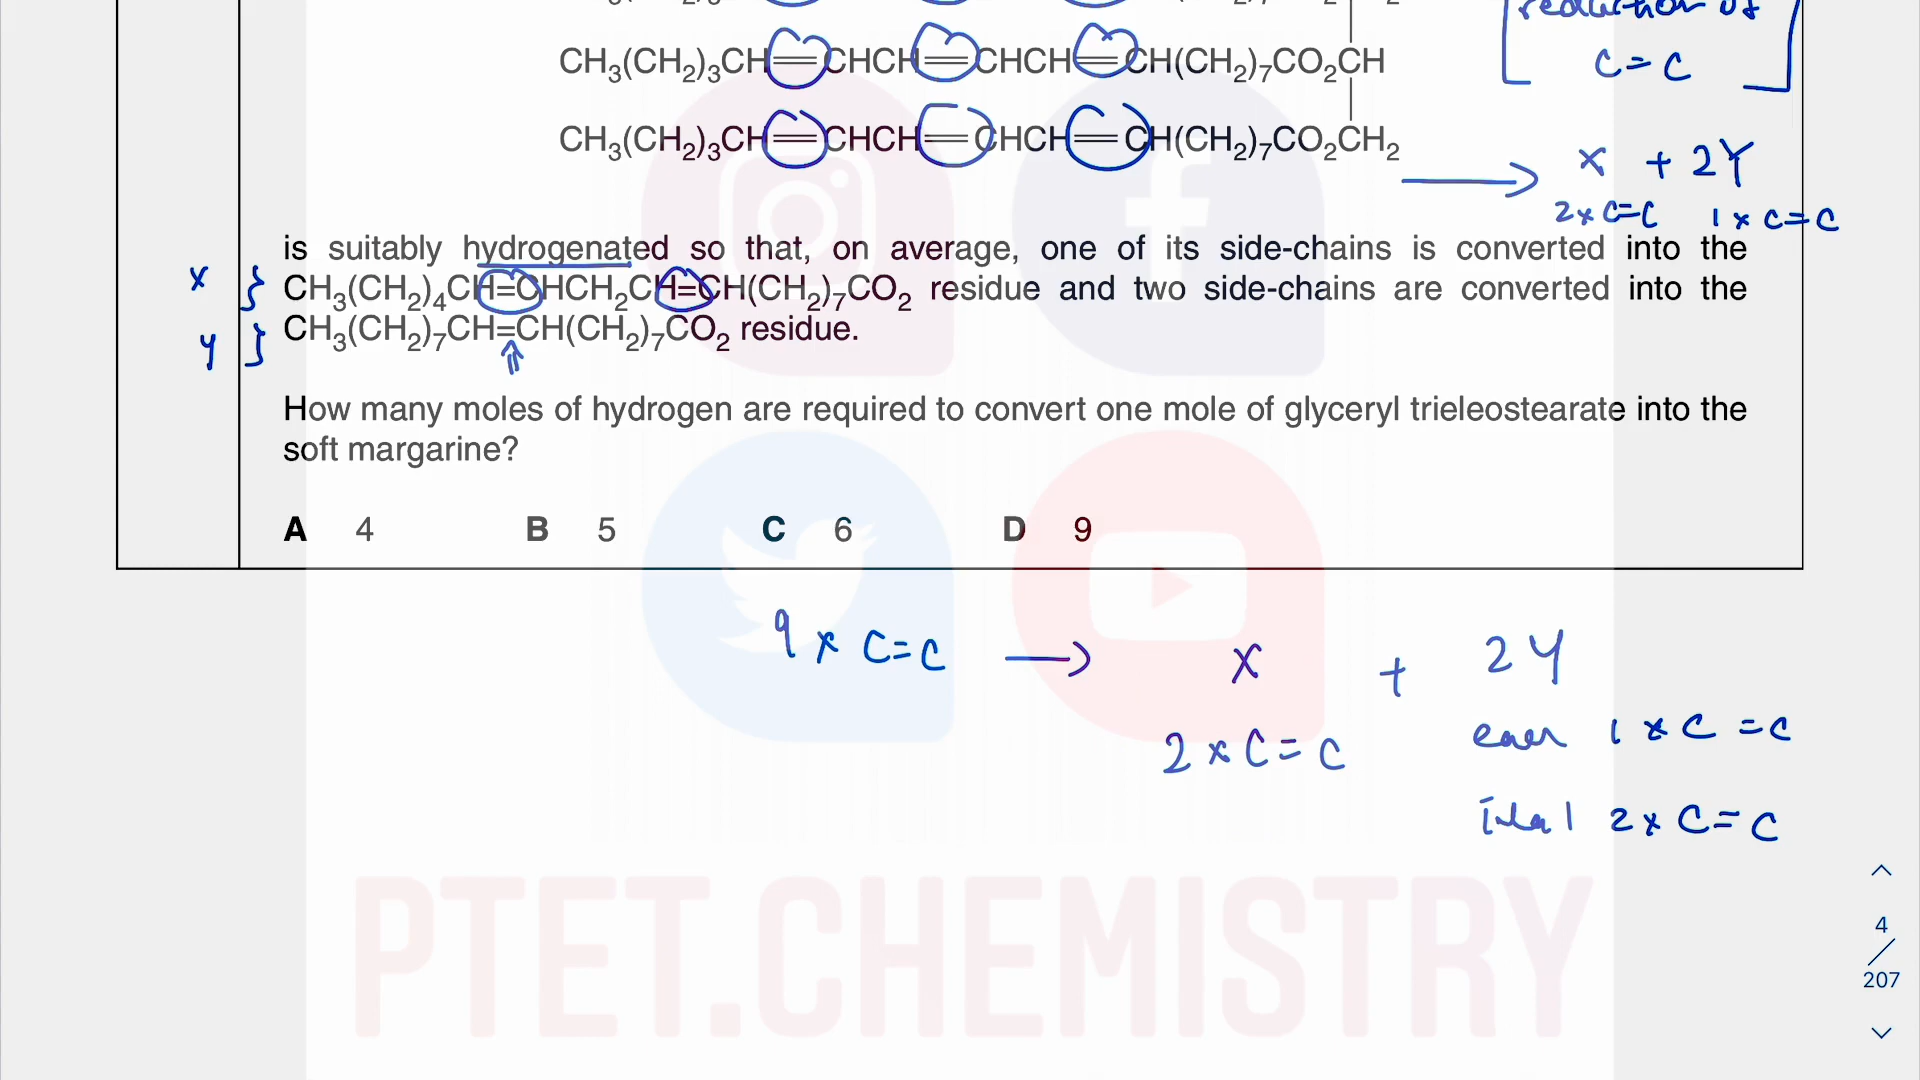 reduction of
CH3(CH2)3CH=CHCH=CHCH=CH(CH2)7CO2CH
C=C
CH3(CH2)3CH=CHCH=CHCH=CH(CH2)7CO2CH2
X + 2Y
2xC=C 1xC=C
is suitably hydrogenated so that, on average, one of its side-chains is converted into the
X } CH3(CH2)4CH=CHCH2CH=CH(CH2)7CO2 residue and two side-chains are converted into the
Y } CH3(CH2)7CH=CH(CH2)7CO2 residue.
How many moles of hydrogen are required to convert one mole of glyceryl trieleostearate into the
soft margarine?
A 4 B 5 C 6 D 9
9 x C=C → X + 2Y
2xC=C each 1 x C=C
Total 2x C=C
4
207
PTET.CHEMISTRY